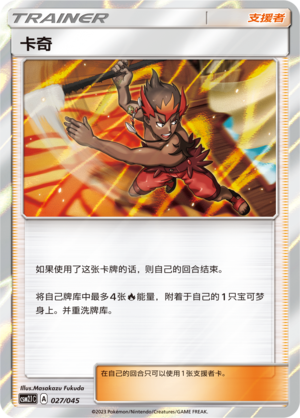 TRAINER
支援者
卡奇
如果使用了这张卡牌的话，则自己的回合结束。
将自己牌库中最多4张🔥能量，附着于自己的1只宝可梦
身上。并重洗牌库。
Illus.Masakazu Fukuda
在自己的回合只可以使用1张支援者卡。
CSM2.1 C A 027/045
©2023 Pokémon/Nintendo/Creatures/GAME FREAK.